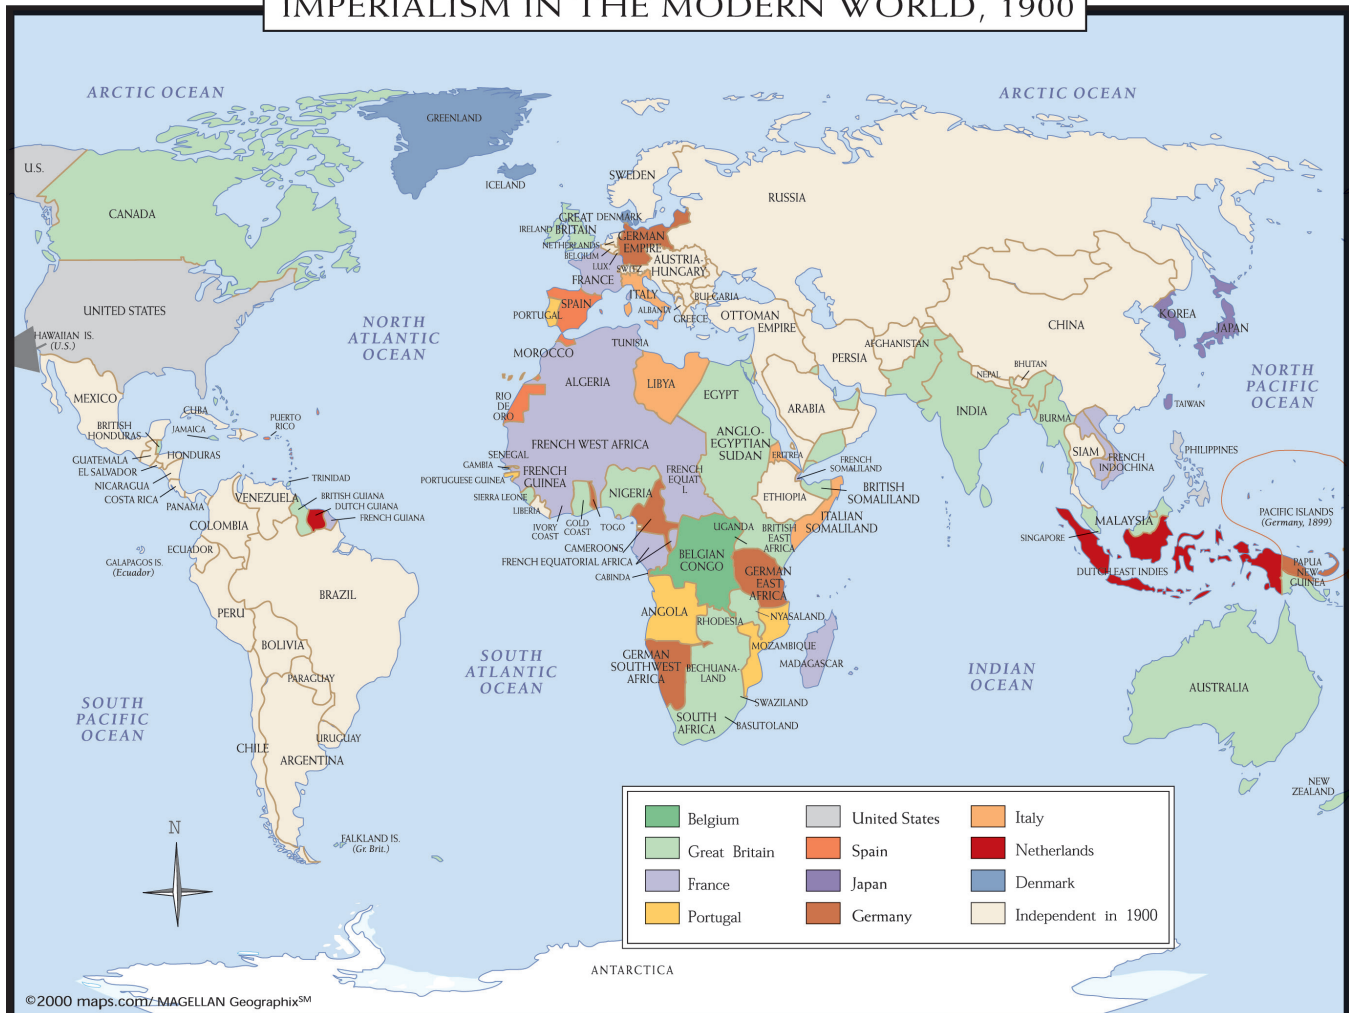 IMPERIALISM IN THE MODERN WORLD, 1900
ARCTIC OCEAN
ARCTIC OCEAN
GREENLAND
ICELAND
U.S.
CANADA
UNITED STATES
HAWAIIAN IS.
(U.S.)
NORTH
ATLANTIC
OCEAN
MEXICO
CUBA
JAMAICA
PUERTO
RICO
BRITISH
HONDURAS
HONDURAS
GUATEMALA
EL SALVADOR
NICARAGUA
COSTA RICA
PANAMA
TRINIDAD
VENEZUELA
BRITISH GUIANA
DUTCH GUIANA
FRENCH GUIANA
COLOMBIA
ECUADOR
GALAPAGOS IS.
(Ecuador)
PERU
BRAZIL
BOLIVIA
PARAGUAY
CHILE
URUGUAY
ARGENTINA
FALKLAND IS.
(Gr. Brit.)
SOUTH
PACIFIC
OCEAN
SOUTH
ATLANTIC
OCEAN
SWEDEN
RUSSIA
GREAT
BRITAIN
DENMARK
IRELAND
NETHERLANDS
BELGIUM
LUX
GERMAN
EMPIRE
SWITZ
AUSTRIA-
HUNGARY
FRANCE
ITALY
BULGARIA
ALBANIA
GREECE
SPAIN
PORTUGAL
OTTOMAN
EMPIRE
MOROCCO
TUNISIA
ALGERIA
LIBYA
EGYPT
RIO
DE
ORO
FRENCH WEST AFRICA
ANGLO-
EGYPTIAN
SUDAN
ERITREA
SENEGAL
GAMBIA
PORTUGUESE GUINEA
FRENCH
GUINEA
SIERRA LEONE
LIBERIA
IVORY
COAST
GOLD
COAST
TOGO
NIGERIA
FRENCH
EQUAT
L
CAMEROONS
FRENCH EQUATORIAL AFRICA
CABINDA
FRENCH
SOMALILAND
BRITISH
SOMALILAND
ETHIOPIA
ITALIAN
SOMALILAND
UGANDA
BRITISH
EAST
AFRICA
BELGIAN
CONGO
GERMAN
EAST
AFRICA
ANGOLA
RHODESIA
NYASALAND
MOZAMBIQUE
MADAGASCAR
GERMAN
SOUTHWEST
AFRICA
BECHUANA-
LAND
SWAZILAND
BASUTOLAND
SOUTH
AFRICA
PERSIA
AFGHANISTAN
ARABIA
INDIA
NEPAL
BHUTAN
BURMA
CHINA
KOREA
JAPAN
TAIWAN
SIAM
FRENCH
INDOCHINA
PHILIPPINES
MALAYSIA
SINGAPORE
DUTCH EAST INDIES
PACIFIC ISLANDS
(Germany, 1899)
PAPUA
NEW
GUINEA
NORTH
PACIFIC
OCEAN
INDIAN
OCEAN
AUSTRALIA
NEW
ZEALAND
N
Belgium
Great Britain
France
Portugal
United States
Spain
Japan
Germany
Italy
Netherlands
Denmark
Independent in 1900
ANTARCTICA
©2000 maps.com/ MAGELLAN Geographix℠